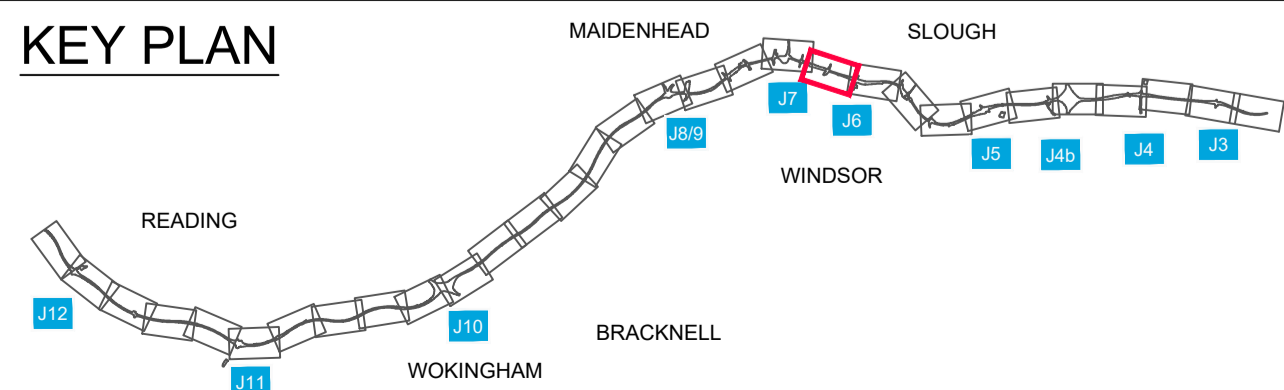 KEY PLAN
MAIDENHEAD
SLOUGH
J7
J6
J8/9
J5
J4b
J4
J3
WINDSOR
READING
J12
J10
BRACKNELL
WOKINGHAM
J11